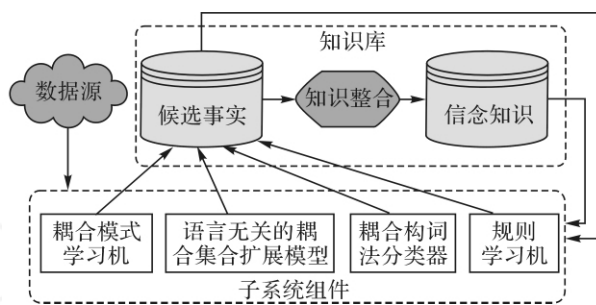 知识库
数据源
候选事实
知识整合
信念知识
耦合模式
学习机
语言无关的耦
合集合扩展模型
耦合构词
法分类器
规则
学习机
子系统组件